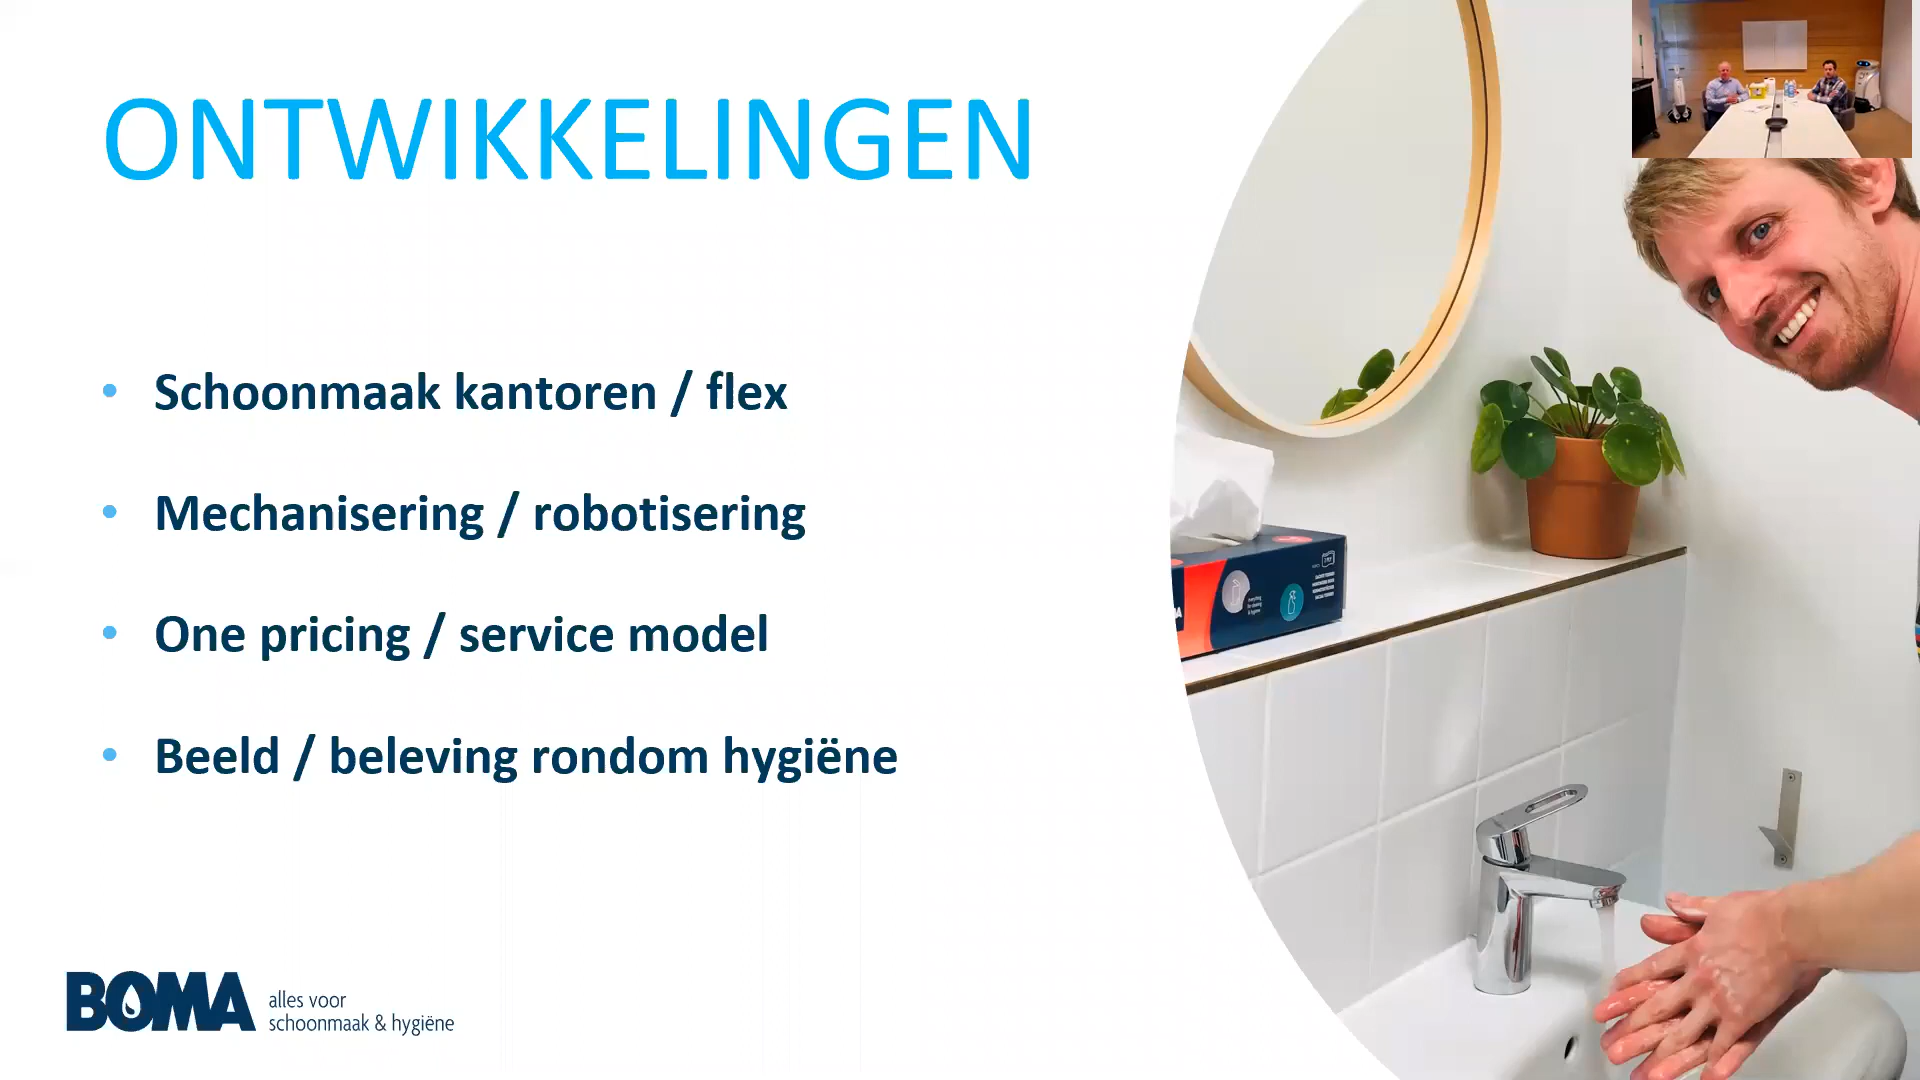 ONTWIKKELINGEN
• Schoonmaak kantoren / flex
• Mechanisering / robotisering
• One pricing / service model
• Beeld / beleving rondom hygiëne
BOMA
alles voor
schoonmaak & hygiëne